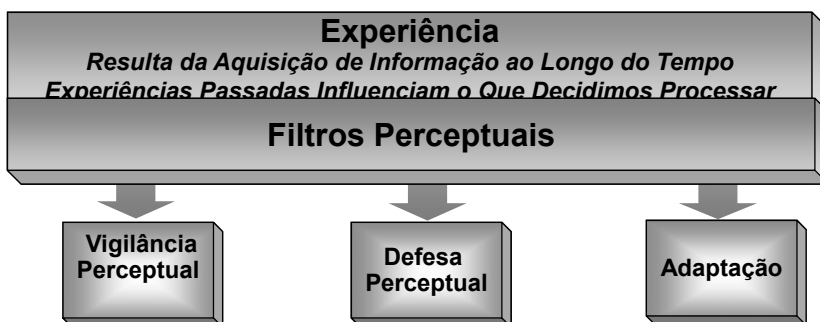 Experiência
Resulta da Aquisição de Informação ao Longo do Tempo
Experiências Passadas Influenciam o Que Decidimos Processar
Filtros Perceptuais
Vigilância
Perceptual
Defesa
Perceptual
Adaptação